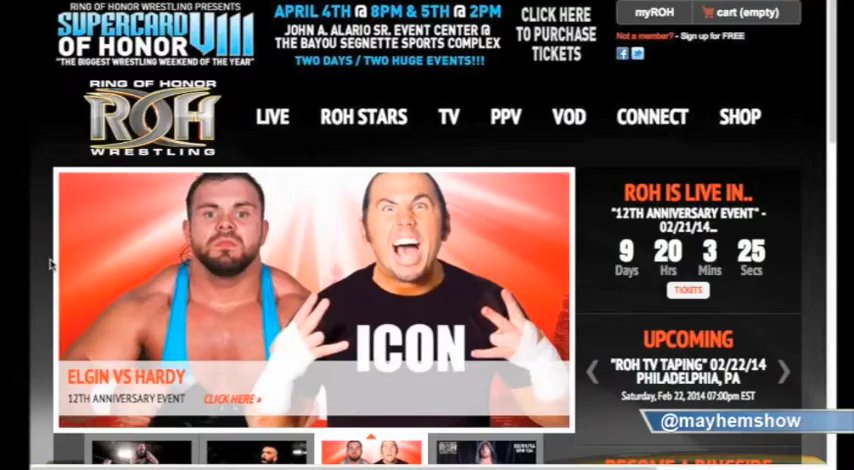 RING OF HONOR WRESTLING PRESENTS
SUPERCARD
OF HONOR VIII
"THE BIGGEST WRESTLING WEEKEND OF THE YEAR"
APRIL 4TH @ 8PM & 5TH @ 2PM
JOHN A. ALARIO SR. EVENT CENTER @
THE BAYOU SEGNETTE SPORTS COMPLEX
TWO DAYS / TWO HUGE EVENTS!!!
CLICK HERE
TO PURCHASE
TICKETS
myROH
cart (empty)
Not a member? - Sign up for FREE
RING OF HONOR
ROH
WRESTLING
LIVE ROH STARS TV PPV VOD CONNECT SHOP
ICON
ELGIN VS HARDY
12TH ANNIVERSARY EVENT CLICK HERE »
ROH IS LIVE IN..
"12TH ANNIVERSARY EVENT" -
02/21/14...
9 20 3 25
Days Hrs Mins Secs
TICKETS
UPCOMING
"ROH TV TAPING" 02/22/14
PHILADELPHIA, PA
Saturday, Feb 22, 2014 07:00pm EST
@mayhemshow
BECOME A RINGSIDE